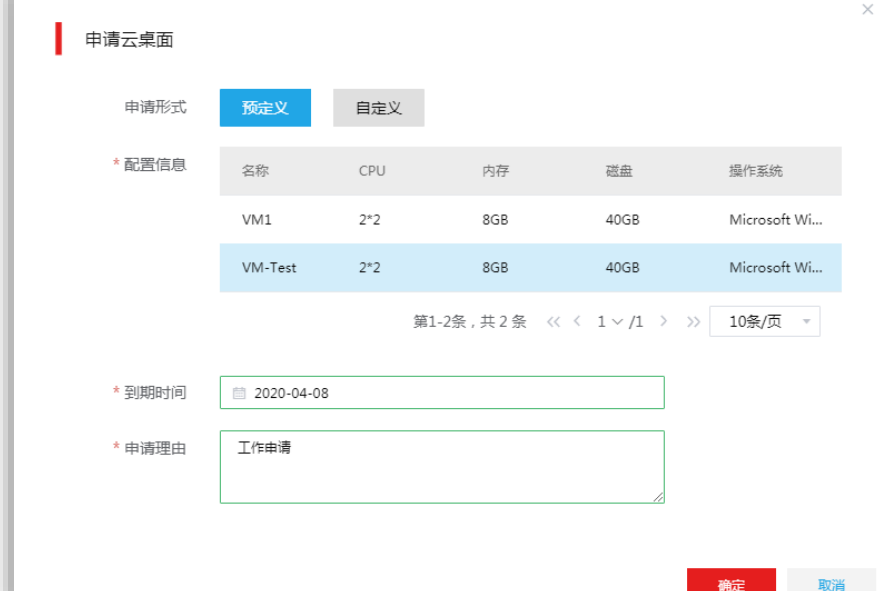 申请云桌面
申请形式 预定义 自定义
* 配置信息 名称 CPU 内存 磁盘 操作系统
VM1 2*2 8GB 40GB Microsoft Wi...
VM-Test 2*2 8GB 40GB Microsoft Wi...
第1-2条，共 2 条 1 /1 10条/页
* 到期时间 2020-04-08
* 申请理由 工作申请
确定 取消